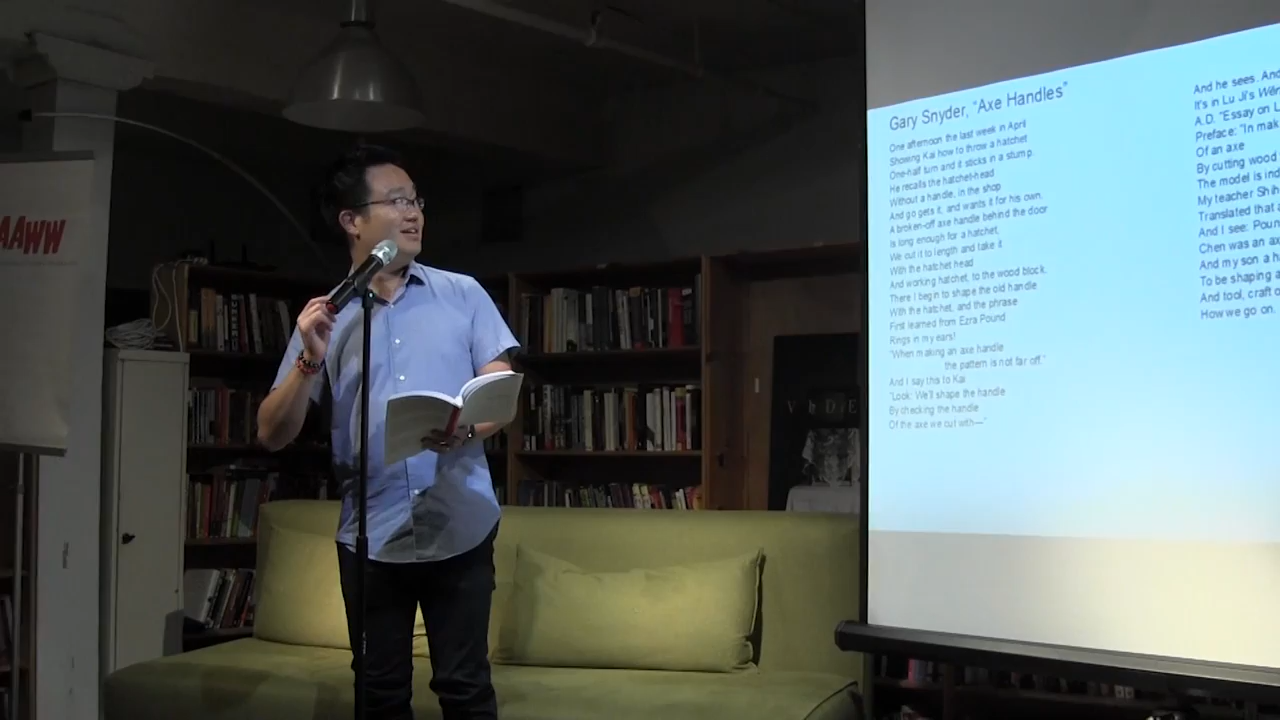 AAWW
Gary Snyder, “Axe Handles”
One afternoon the last week in April
Showing Kai how to throw a hatchet
One-half turn and it sticks in a stump.
He recalls the hatchet-head
Without a handle, in the shop
And go gets it, and wants it for his own.
A broken-off axe handle behind the door
Is long enough for a hatchet,
We cut it to length and take it
With the hatchet head
And working hatchet, to the wood block.
There I begin to shape the old handle
With the hatchet, and the phrase
First learned from Ezra Pound
Rings in my ears!
"When making an axe handle
the pattern is not far off."
And I say this to Kai
"Look: We'll shape the handle
By checking the handle
Of the axe we cut with—"
And he sees. And
It's in Lu Ji's
A.D. "Essay on
Preface: "In
Of an axe
By cutting wood
The model is
My teacher
Translated that
And I see:
Chen was an
And my son a
To be shaping
And tool, craft
How we go on.